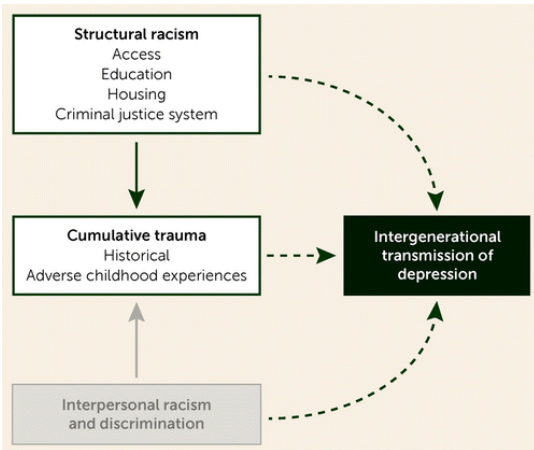 Structural racism
Access
Education
Housing
Criminal justice system
Cumulative trauma
Historical
Adverse childhood experiences
Intergenerational
transmission of
depression
Interpersonal racism
and discrimination